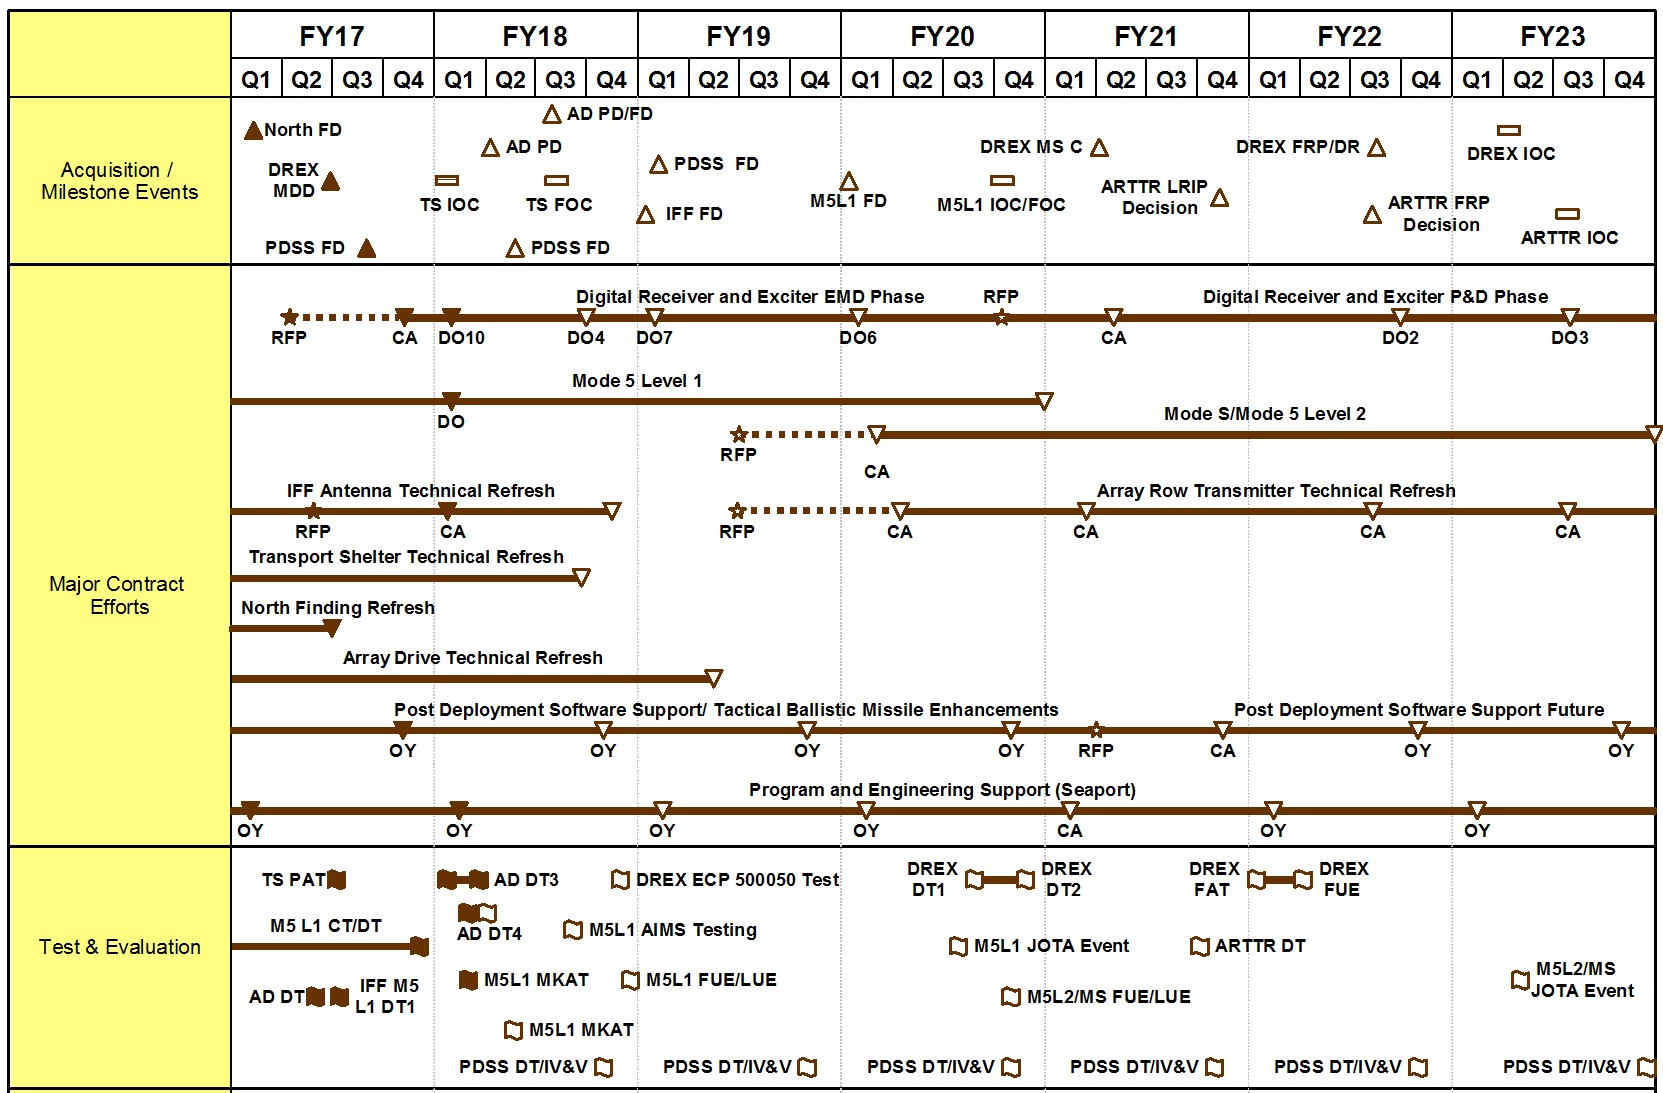 FY17 FY18 FY19 FY20 FY21 FY22 FY23
Q1 Q2 Q3 Q4 Q1 Q2 Q3 Q4 Q1 Q2 Q3 Q4 Q1 Q2 Q3 Q4 Q1 Q2 Q3 Q4 Q1 Q2 Q3 Q4 Q1 Q2 Q3 Q4
Acquisition /
Milestone Events
North FD
AD PD/FD
AD PD
DREX MS C
DREX FRP/DR
DREX IOC
DREX
MDD
PDSS FD
TS IOC
TS FOC
M5L1 FD
M5L1 IOC/FOC
ARTTR LRIP
Decision
ARTTR FRP
Decision
IFF FD
ARTTR IOC
PDSS FD
PDSS FD
Major Contract
Efforts
Digital Receiver and Exciter EMD Phase
RFP
Digital Receiver and Exciter P&D Phase
RFP CA DO10 DO4 DO7 DO6 CA DO2 DO3
Mode 5 Level 1
DO
Mode S/Mode 5 Level 2
RFP
CA
IFF Antenna Technical Refresh
Array Row Transmitter Technical Refresh
RFP CA RFP CA CA CA CA
Transport Shelter Technical Refresh
North Finding Refresh
Array Drive Technical Refresh
Post Deployment Software Support/ Tactical Ballistic Missile Enhancements
Post Deployment Software Support Future
OY OY OY OY RFP CA OY OY
Program and Engineering Support (Seaport)
OY OY OY OY CA OY OY
Test & Evaluation
TS PAT
AD DT3
DREX ECP 500050 Test
DREX
DT1
DREX
DT2
DREX
FAT
DREX
FUE
M5 L1 CT/DT
AD DT4
M5L1 AIMS Testing
M5L1 JOTA Event
ARTTR DT
M5L1 MKAT
M5L1 FUE/LUE
M5L2/MS
JOTA Event
AD DT
IFF M5
L1 DT1
M5L2/MS FUE/LUE
M5L1 MKAT
PDSS DT/IV&V PDSS DT/IV&V PDSS DT/IV&V PDSS DT/IV&V PDSS DT/IV&V PDSS DT/IV&V